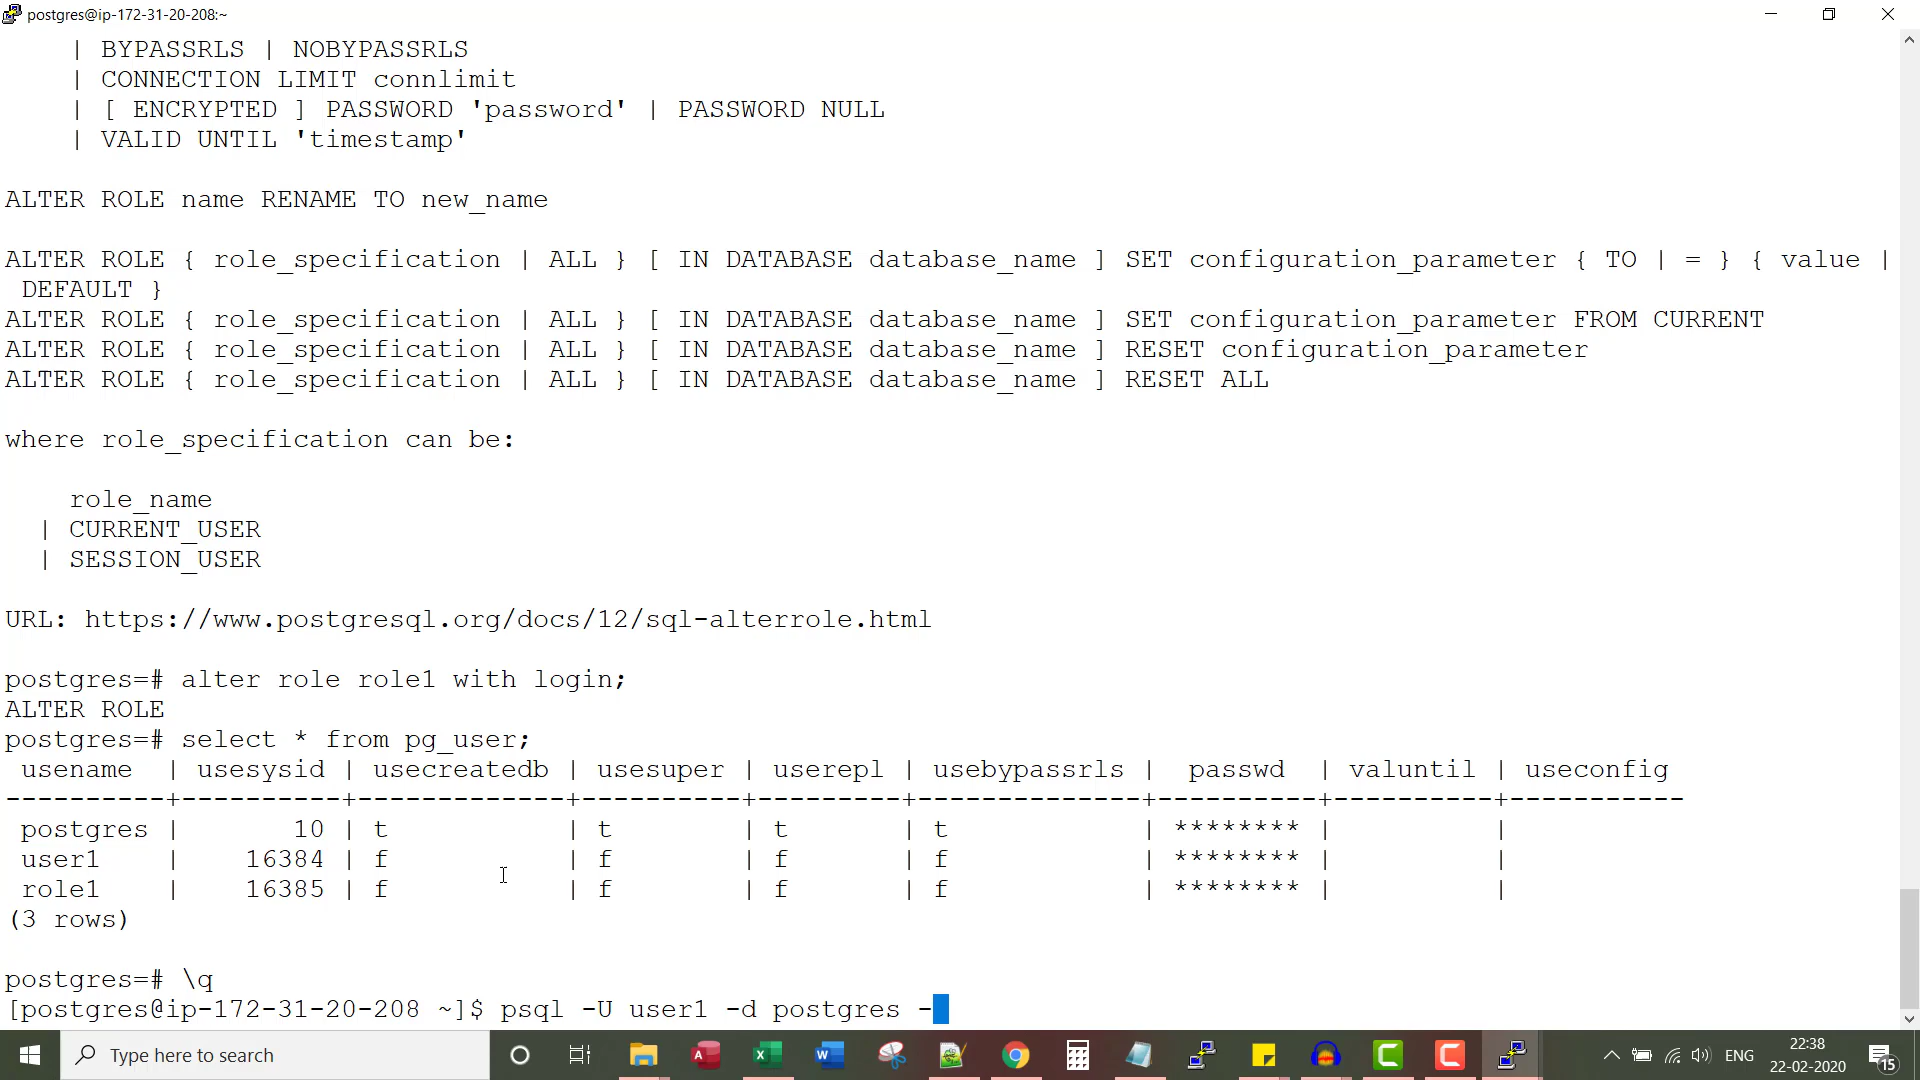 postgres@ip-172-31-20-208:~
| BYPASSRLS | NOBYPASSRLS
| CONNECTION LIMIT connlimit
| [ ENCRYPTED ] PASSWORD 'password' | PASSWORD NULL
| VALID UNTIL 'timestamp'
ALTER ROLE name RENAME TO new_name
ALTER ROLE { role_specification | ALL } [ IN DATABASE database_name ] SET configuration_parameter { TO | = } { value |
DEFAULT }
ALTER ROLE { role_specification | ALL } [ IN DATABASE database_name ] SET configuration_parameter FROM CURRENT
ALTER ROLE { role_specification | ALL } [ IN DATABASE database_name ] RESET configuration_parameter
ALTER ROLE { role_specification | ALL } [ IN DATABASE database_name ] RESET ALL
where role_specification can be:
role_name
| CURRENT_USER
| SESSION_USER
URL: https://www.postgresql.org/docs/12/sql-alterrole.html
postgres=# alter role role1 with login;
ALTER ROLE
postgres=# select * from pg_user;
usename | usesysid | usecreatedb | usesuper | userepl | usebypassrls | passwd | valuntil | useconfig
----------+----------+-------------+----------+---------+--------------+----------+----------+-----------
postgres | 10 | t | t | t | t | ******** | |
user1 | 16384 | f | f | f | f | ******** | |
role1 | 16385 | f | f | f | f | ******** | |
(3 rows)
postgres=# \q
[postgres@ip-172-31-20-208 ~]$ psql -U user1 -d postgres -
Type here to search
ENG
22:38
22-02-2020
15